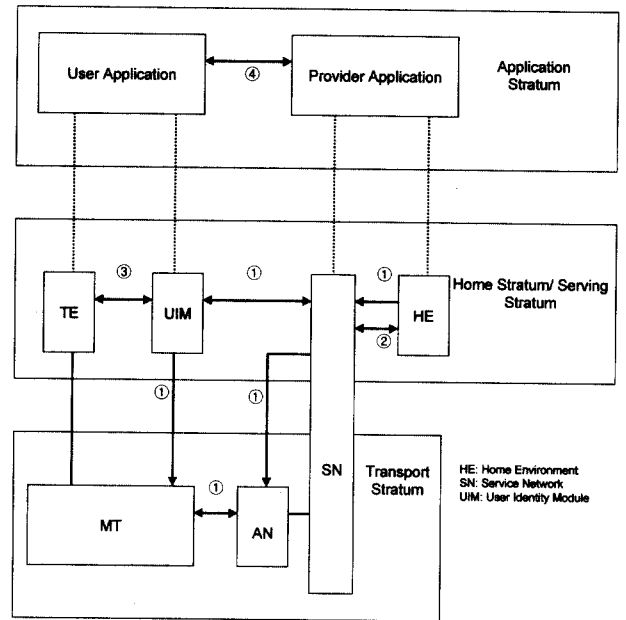 User Application
④
Provider Application
Application
Stratum
③
①
①
TE
UIM
②
HE
Home Stratum/ Serving
Stratum
①
①
SN
Transport
Stratum
①
MT
AN
HE: Home Environment
SN: Service Network
UIM: User Identity Module